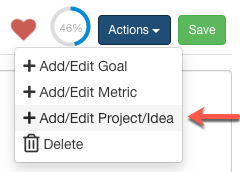 46%
Actions
Save
Add/Edit Goal
Add/Edit Metric
Add/Edit Project/Idea
Delete